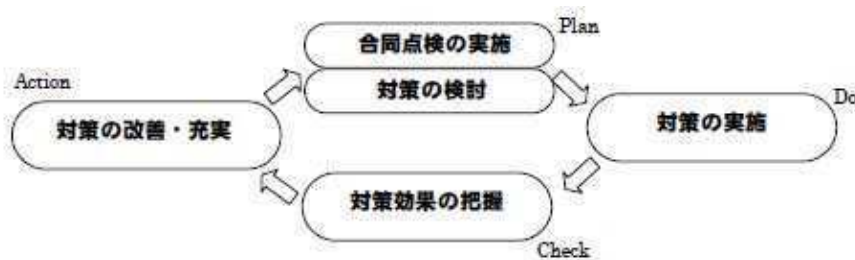 合同点検の実施
Plan
対策の検討
Action
対策の改善・充実
対策の実施
Do
対策効果の把握
Check